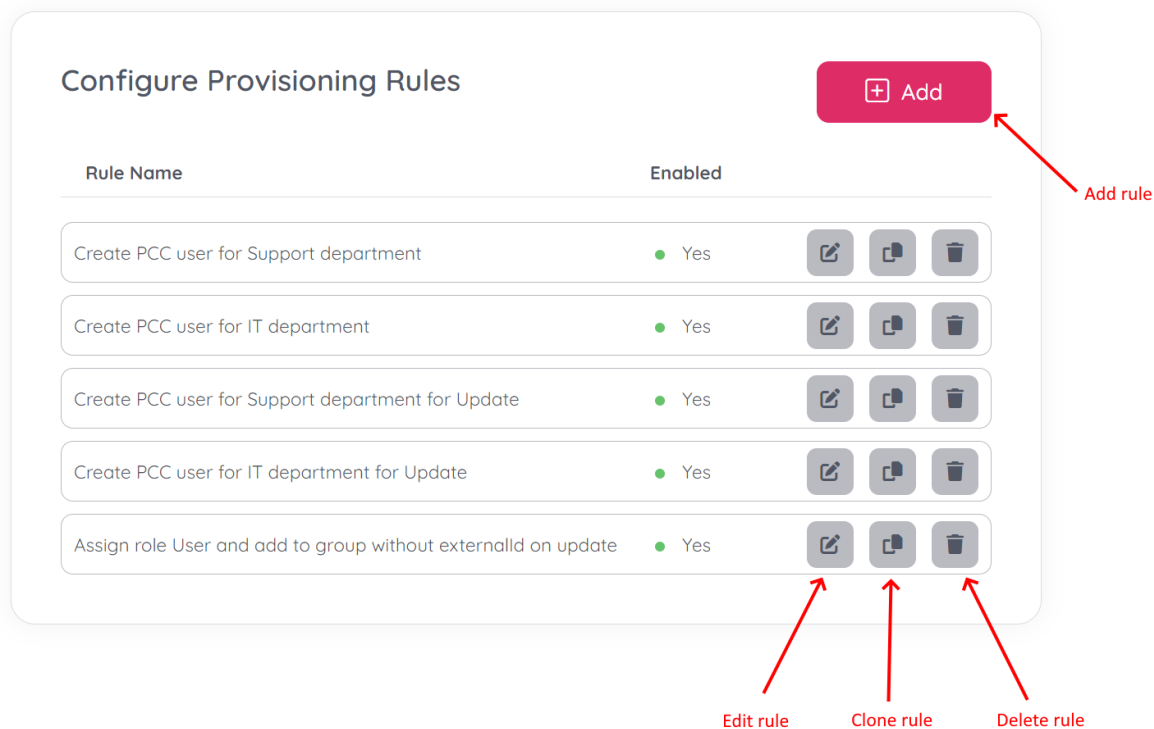 Configure Provisioning Rules
Add
Add rule
Rule Name Enabled
Create PCC user for Support department Yes
Create PCC user for IT department Yes
Create PCC user for Support department for Update Yes
Create PCC user for IT department for Update Yes
Assign role User and add to group without externalId on update Yes
Edit rule Clone rule Delete rule